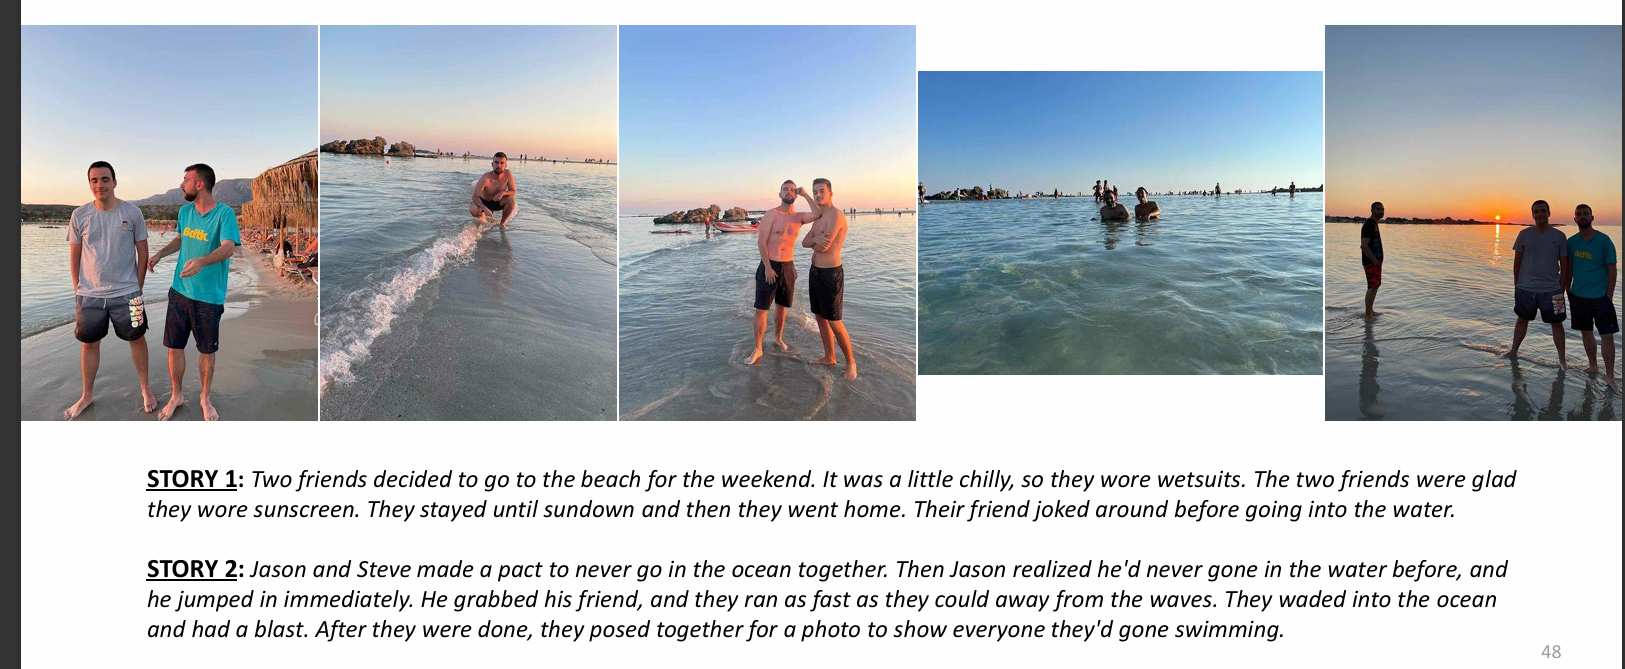 Bdtk
STORY 1: Two friends decided to go to the beach for the weekend. It was a little chilly, so they wore wetsuits. The two friends were glad
they wore sunscreen. They stayed until sundown and then they went home. Their friend joked around before going into the water.
STORY 2: Jason and Steve made a pact to never go in the ocean together. Then Jason realized he'd never gone in the water before, and
he jumped in immediately. He grabbed his friend, and they ran as fast as they could away from the waves. They waded into the ocean
and had a blast. After they were done, they posed together for a photo to show everyone they'd gone swimming.
48